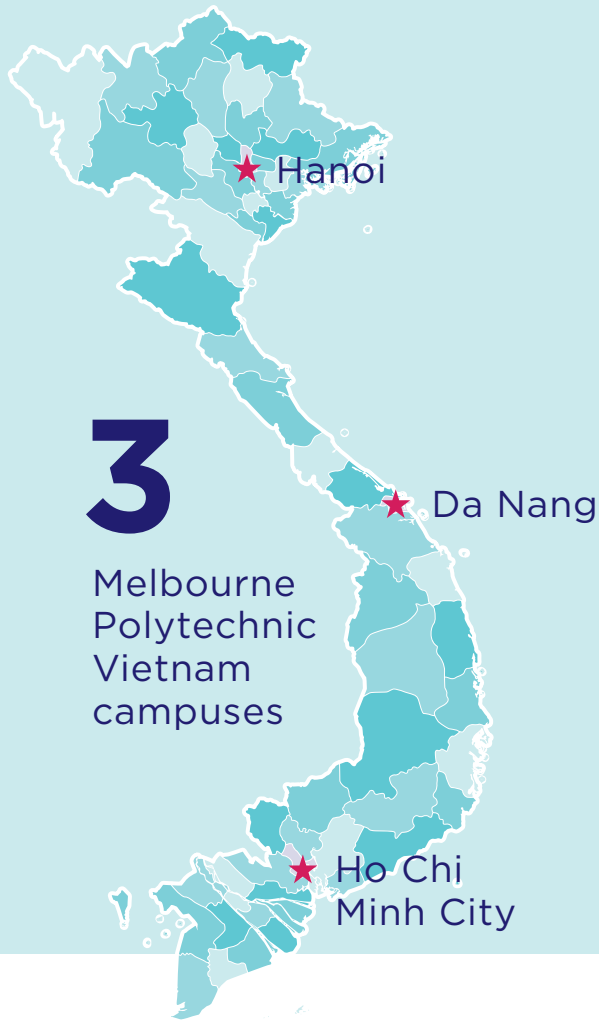 Hanoi
3
Da Nang
Melbourne
Polytechnic
Vietnam
campuses
Ho Chi
Minh City